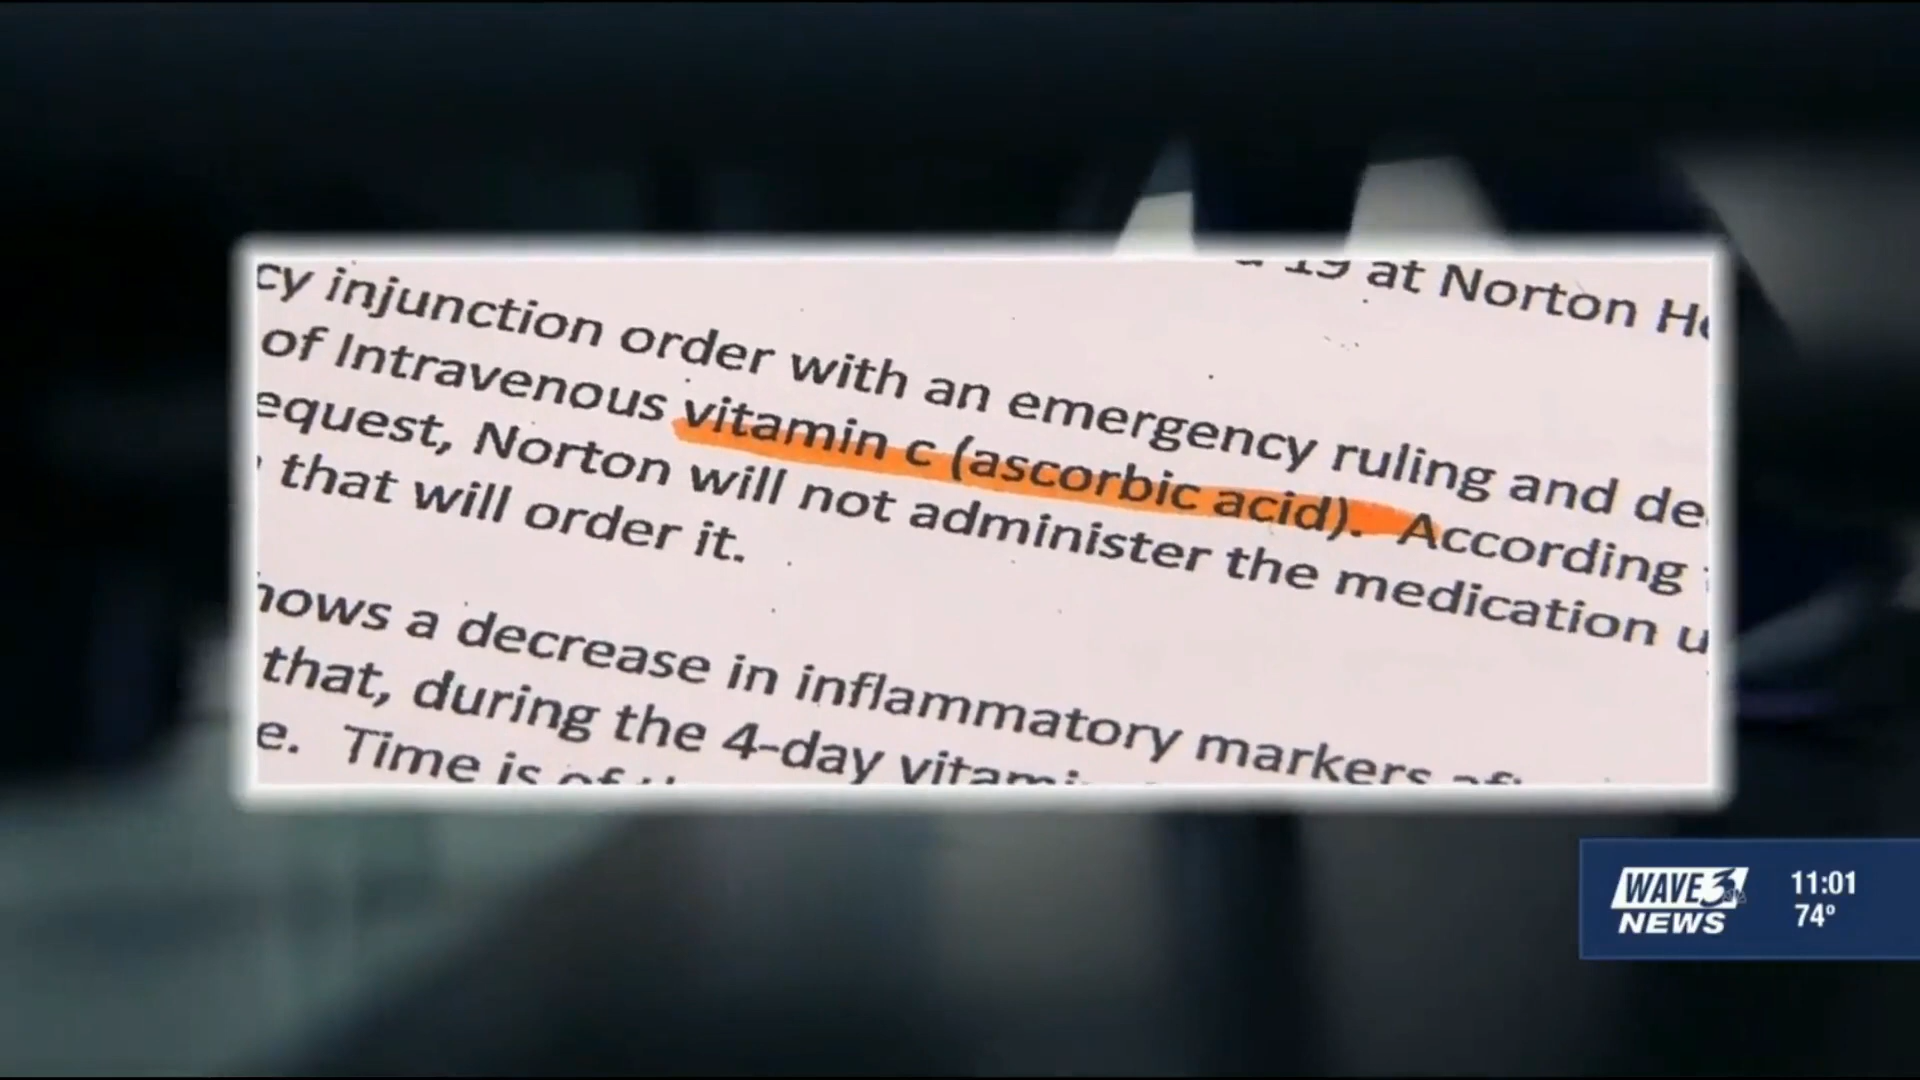 19 at Norton H
cy injunction order with an emergency ruling and de
of Intravenous vitamin c (ascorbic acid). According
equest, Norton will not administer the medication u
that will order it.
hows a decrease in inflammatory markers
that, during the 4-day vitami
e. Time is of
WAVE 3
NEWS
11:01
74°